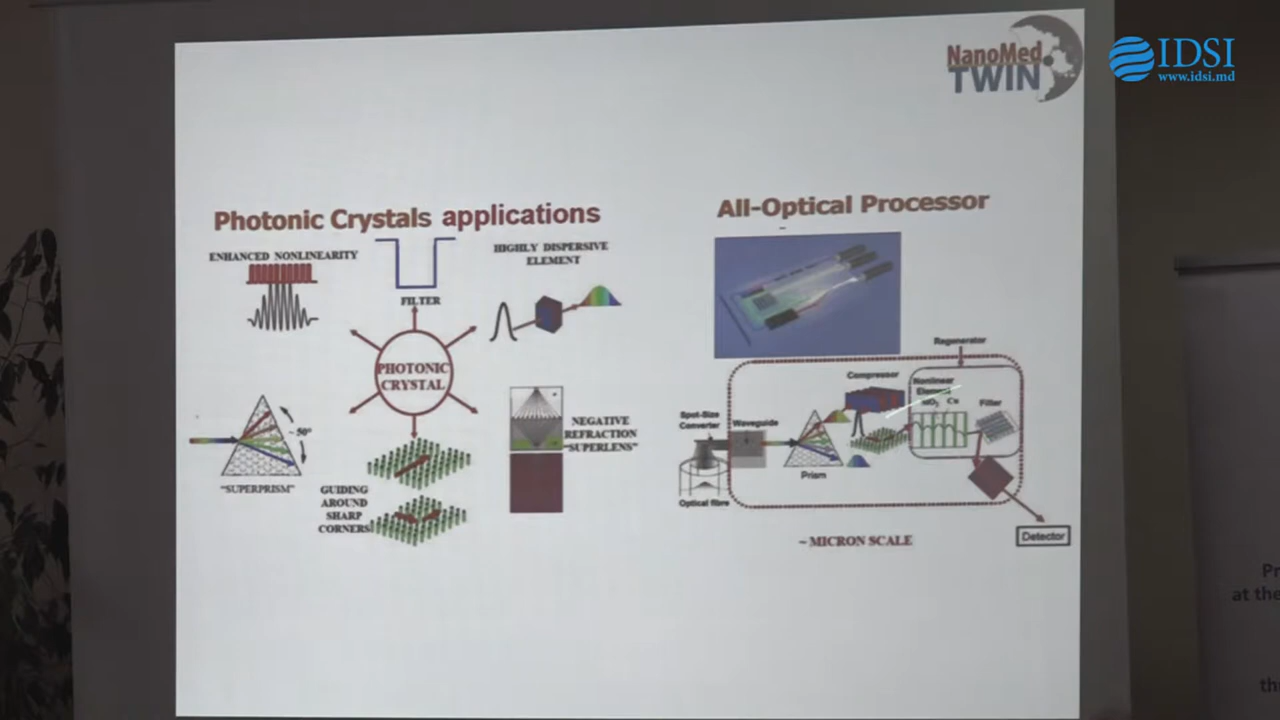 NanoMed
TWIN
IDSI
www.idsi.md
Photonic Crystals applications
ENHANCED NONLINEARITY
FILTER
HIGHLY DISPERSIVE
ELEMENT
PHOTONIC
CRYSTAL
~50°
"SUPERPRISM"
GUIDING
AROUND
SHARP
CORNERS
NEGATIVE
REFRACTION
"SUPERLENS"
All-Optical Processor
Regenerator
Compressor
Nonlinear
Element
Filter
Spot-Size
Converter
Waveguide
Prism
Optical fibre
Detector
~ MICRON SCALE
Pr
at the
th